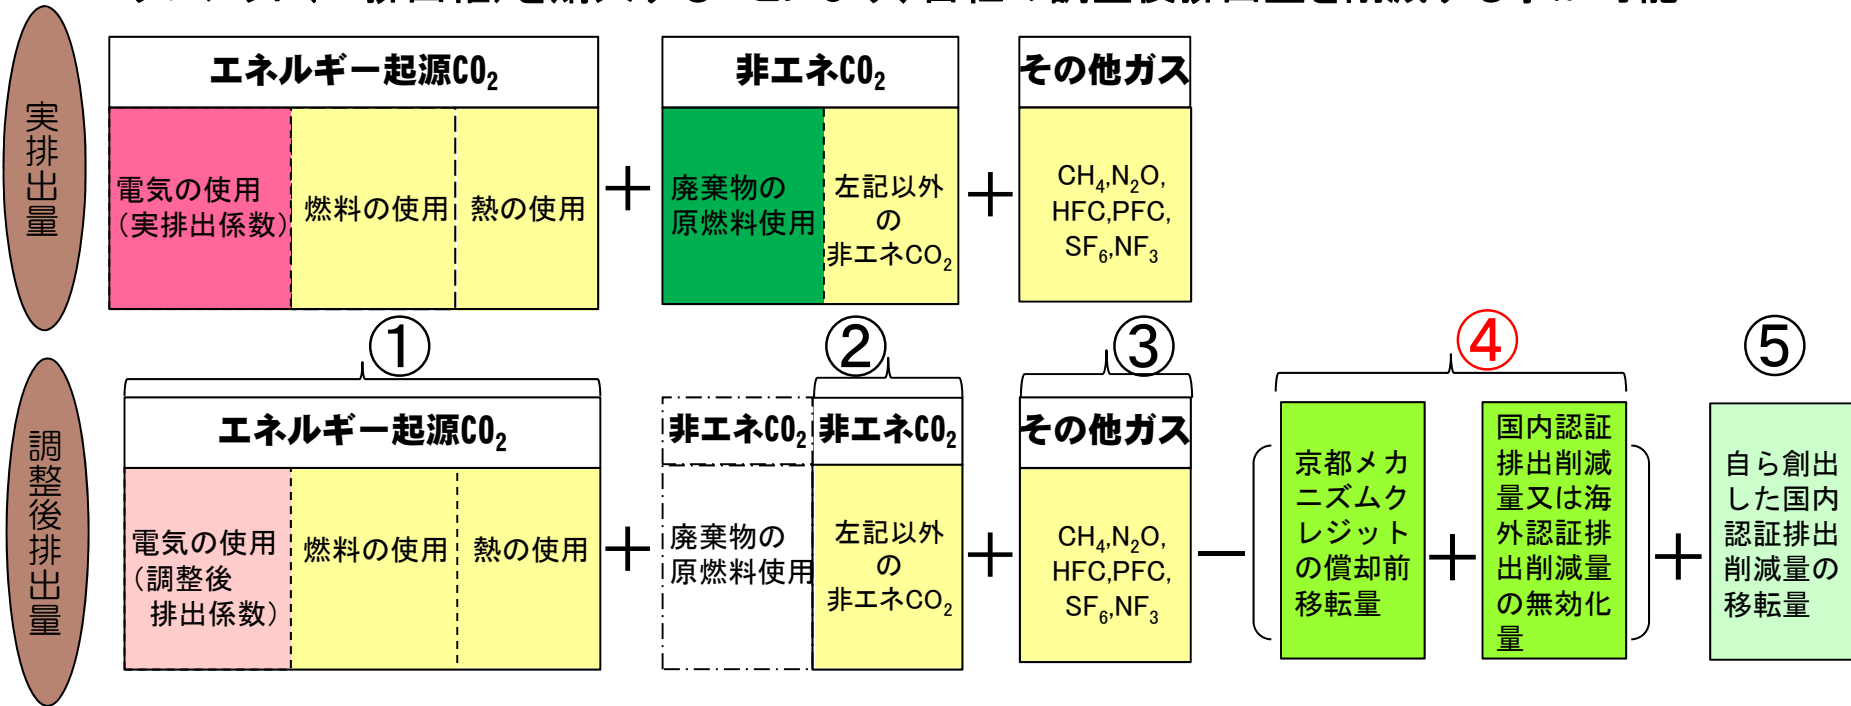 実排出量
エネルギー起源CO₂
非エネCO₂
その他ガス
電気の使用
（実排出係数）
燃料の使用
熱の使用
＋
廃棄物の
原燃料使用
左記以外
の
非エネCO₂
＋
CH₄,N₂O,
HFC,PFC,
SF₆,NF₃
①
②
③
④
⑤
調整後排出量
エネルギー起源CO₂
非エネCO₂
非エネCO₂
その他ガス
電気の使用
（調整後
排出係数）
燃料の使用
熱の使用
＋
廃棄物の
原燃料使用
左記以外
の
非エネCO₂
＋
CH₄,N₂O,
HFC,PFC,
SF₆,NF₃
－
京都メカ
ニズムク
レジット
の償却前
移転量
＋
国内認証
排出削減
量又は海
外認証排
出削減量
の無効化
量
＋
自ら創出
した国内
認証排出
削減量の
移転量